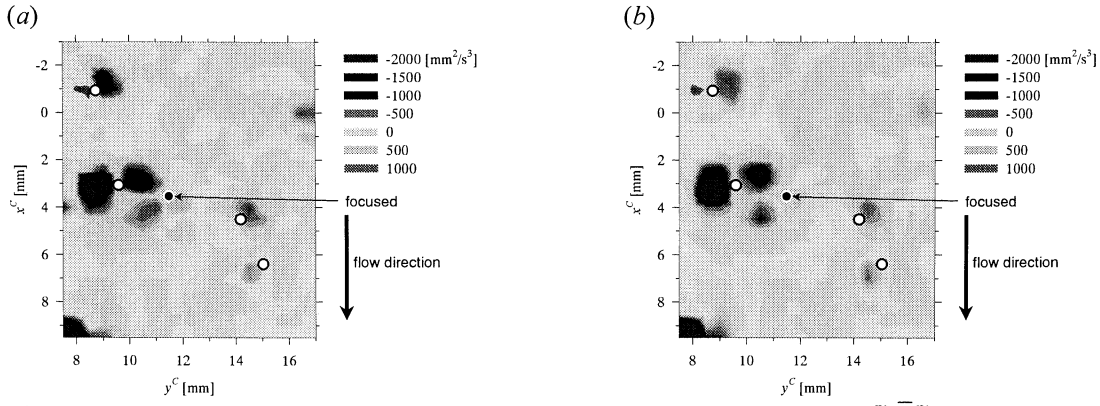 (a)
-2
0
2
4
6
8
x^C [mm]
8 10 12 14 16
y^C [mm]
-2000 [mm²/s³]
-1500
-1000
-500
0
500
1000
focused
flow direction
(b)
-2
0
2
4
6
8
x^C [mm]
8 10 12 14 16
y^C [mm]
-2000 [mm²/s³]
-1500
-1000
-500
0
500
1000
focused
flow direction